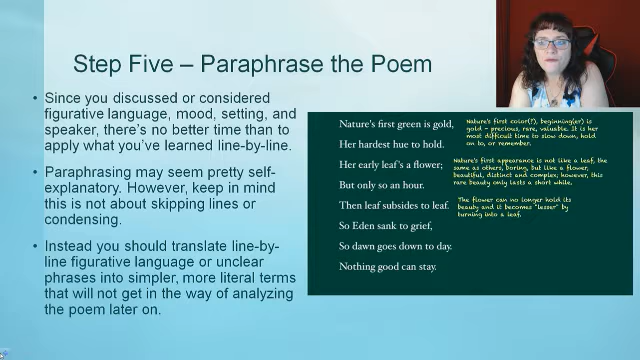 Step Five – Paraphrase the Poem
• Since you discussed or considered
figurative language, mood, setting, and
speaker, there's no better time than to
apply what you've learned line-by-line.
• Paraphrasing may seem pretty self-
explanatory. However, keep in mind
this is not about skipping lines or
condensing.
• Instead you should translate line-by-
line figurative language or unclear
phrases into simpler, more literal terms
that will not get in the way of analyzing
the poem later on.
Nature's first green is gold,
Her hardest hue to hold.
Her early leaf's a flower;
But only so an hour.
Then leaf subsides to leaf.
So Eden sank to grief,
So dawn goes down to day.
Nothing good can stay.
Nature's first color(?), beginning(er) is
gold - precious, rare, valuable. It is her
most difficult time to slow down, hold
on to, or remember.
Nature's first appearance is not like a leaf, the
same as others, boring, but like a flower,
beautiful, distinct and complex; however, this
rare beauty only lasts a short while,
The flower can no longer hold its
beauty and it becomes "lesser" by
turning into a leaf,